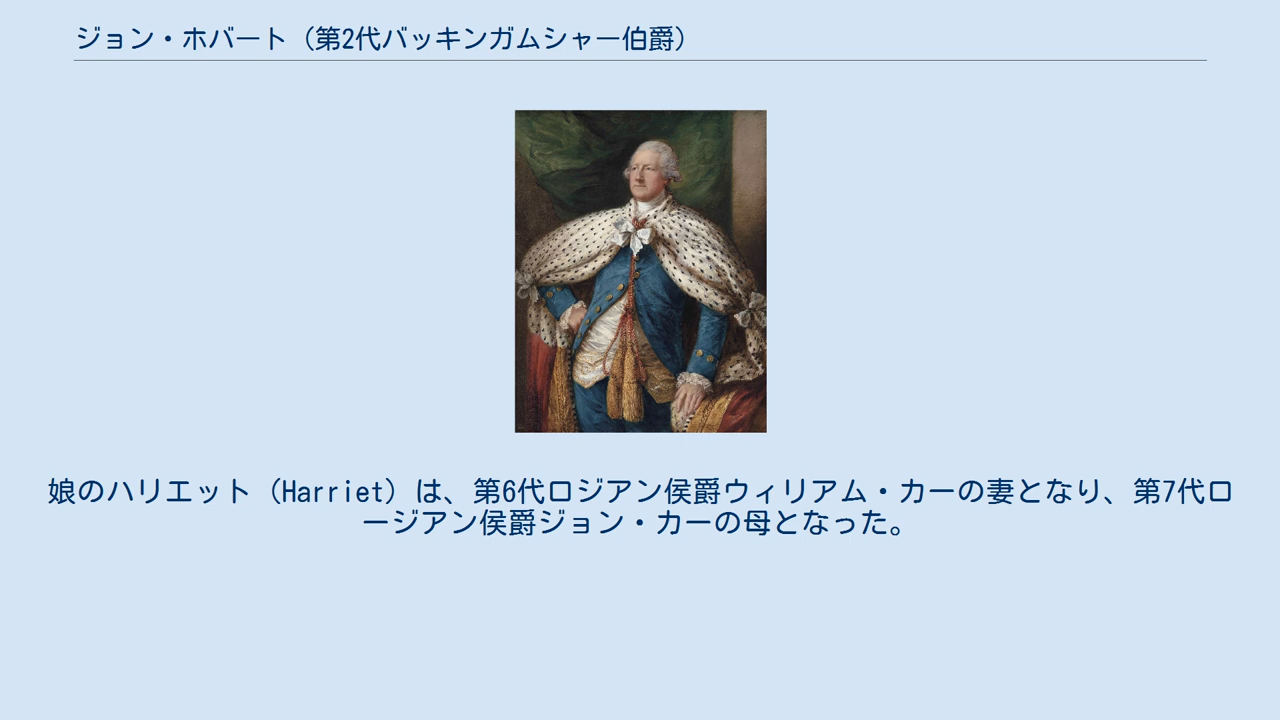 ジョン・ホバート（第2代バッキンガムシャー伯爵）
娘のハリエット（Harriet）は、第6代ロジアン侯爵ウィリアム・カーの妻となり、第7代ロ
ージアン侯爵ジョン・カーの母となった。